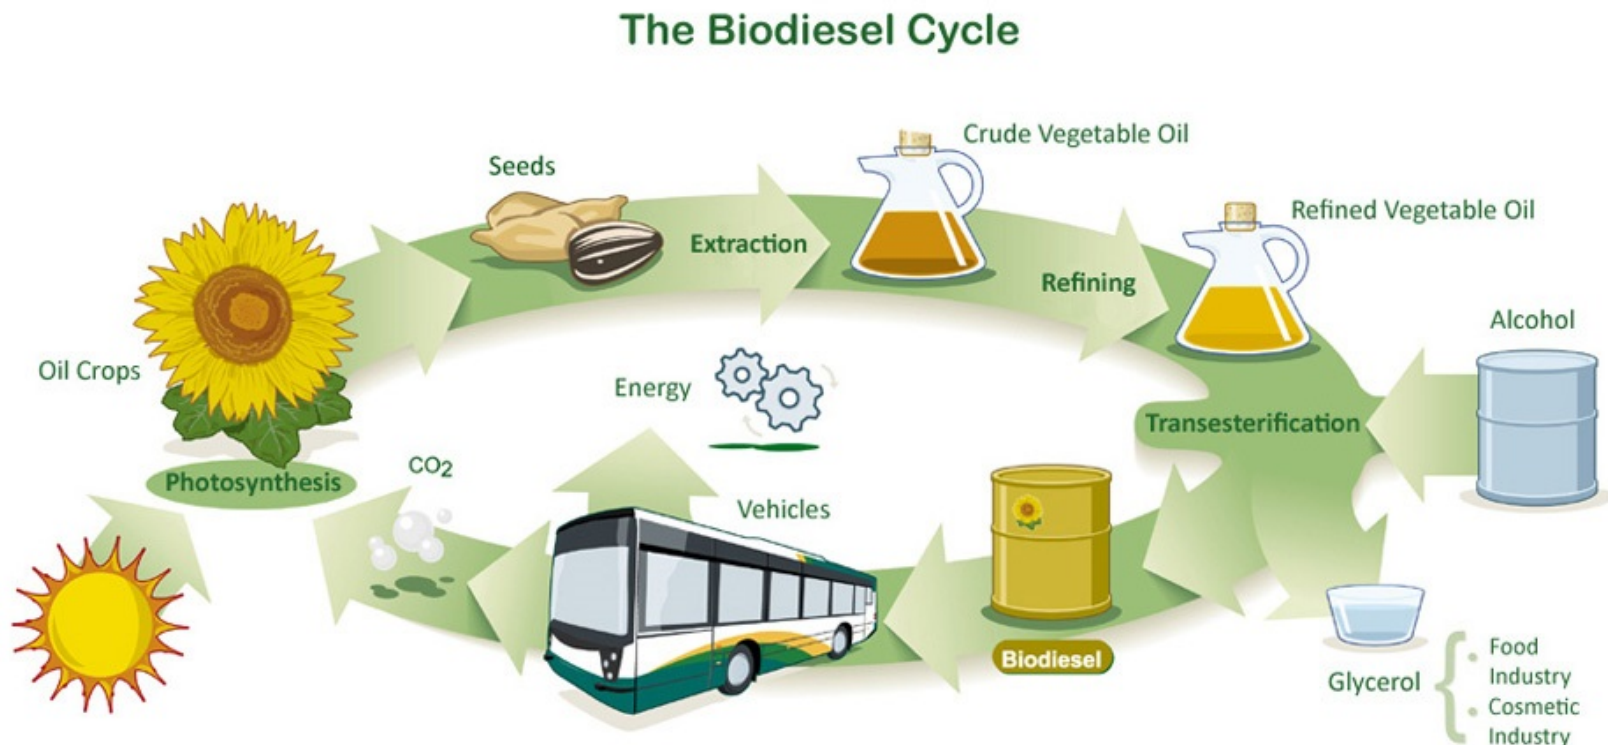 The Biodiesel Cycle
Seeds
Crude Vegetable Oil
Extraction
Refined Vegetable Oil
Refining
Alcohol
Oil Crops
Energy
Transesterification
CO2
Photosynthesis
Vehicles
Biodiesel
Glycerol
• Food
Industry
• Cosmetic
Industry